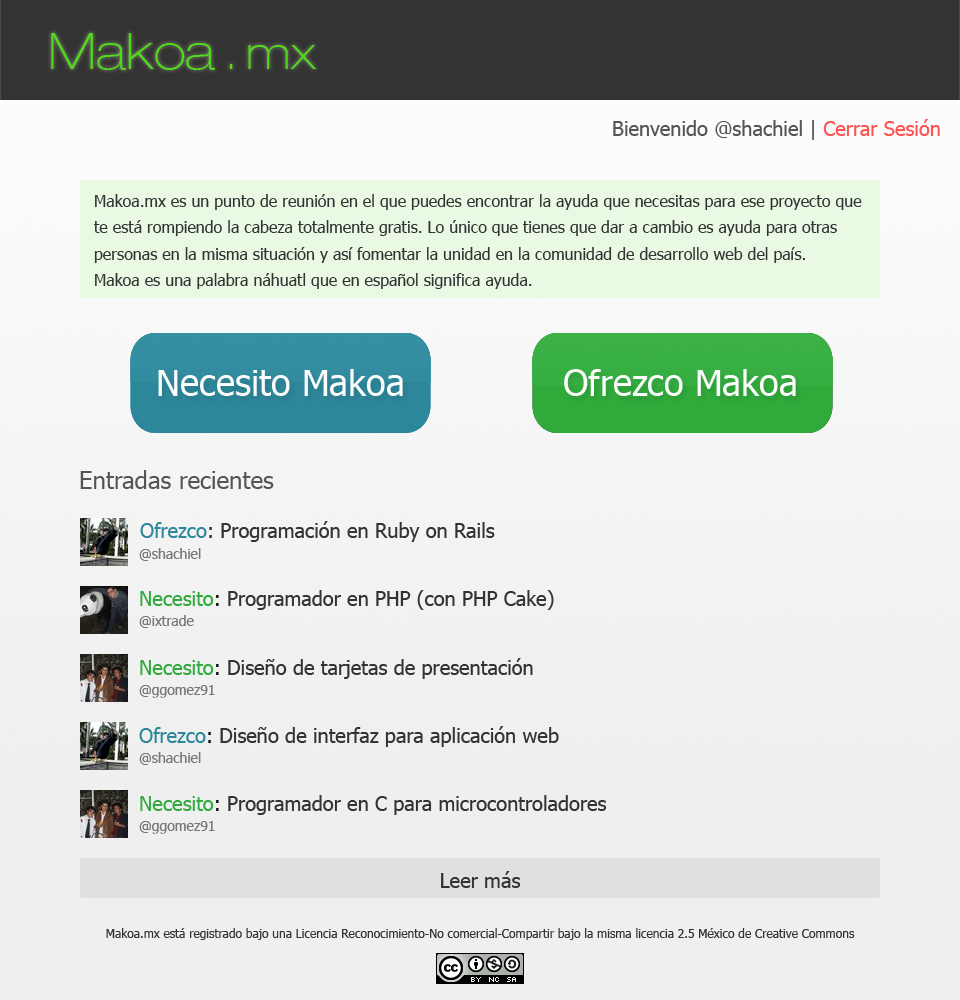 Makoa.mx
Bienvenido @shachiel | Cerrar Sesión
Makoa.mx es un punto de reunión en el que puedes encontrar la ayuda que necesitas para ese proyecto que
te está rompiendo la cabeza totalmente gratis. Lo único que tienes que dar a cambio es ayuda para otras
personas en la misma situación y así fomentar la unidad en la comunidad de desarrollo web del país.
Makoa es una palabra náhuatl que en español significa ayuda.
Necesito Makoa
Ofrezco Makoa
Entradas recientes
Ofrezco: Programación en Ruby on Rails
@shachiel
Necesito: Programador en PHP (con PHP Cake)
@ixtrade
Necesito: Diseño de tarjetas de presentación
@ggomez91
Ofrezco: Diseño de interfaz para aplicación web
@shachiel
Necesito: Programador en C para microcontroladores
@ggomez91
Leer más
Makoa.mx está registrado bajo una Licencia Reconocimiento-No comercial-Compartir bajo la misma licencia 2.5 México de Creative Commons
cc
BY NC SA